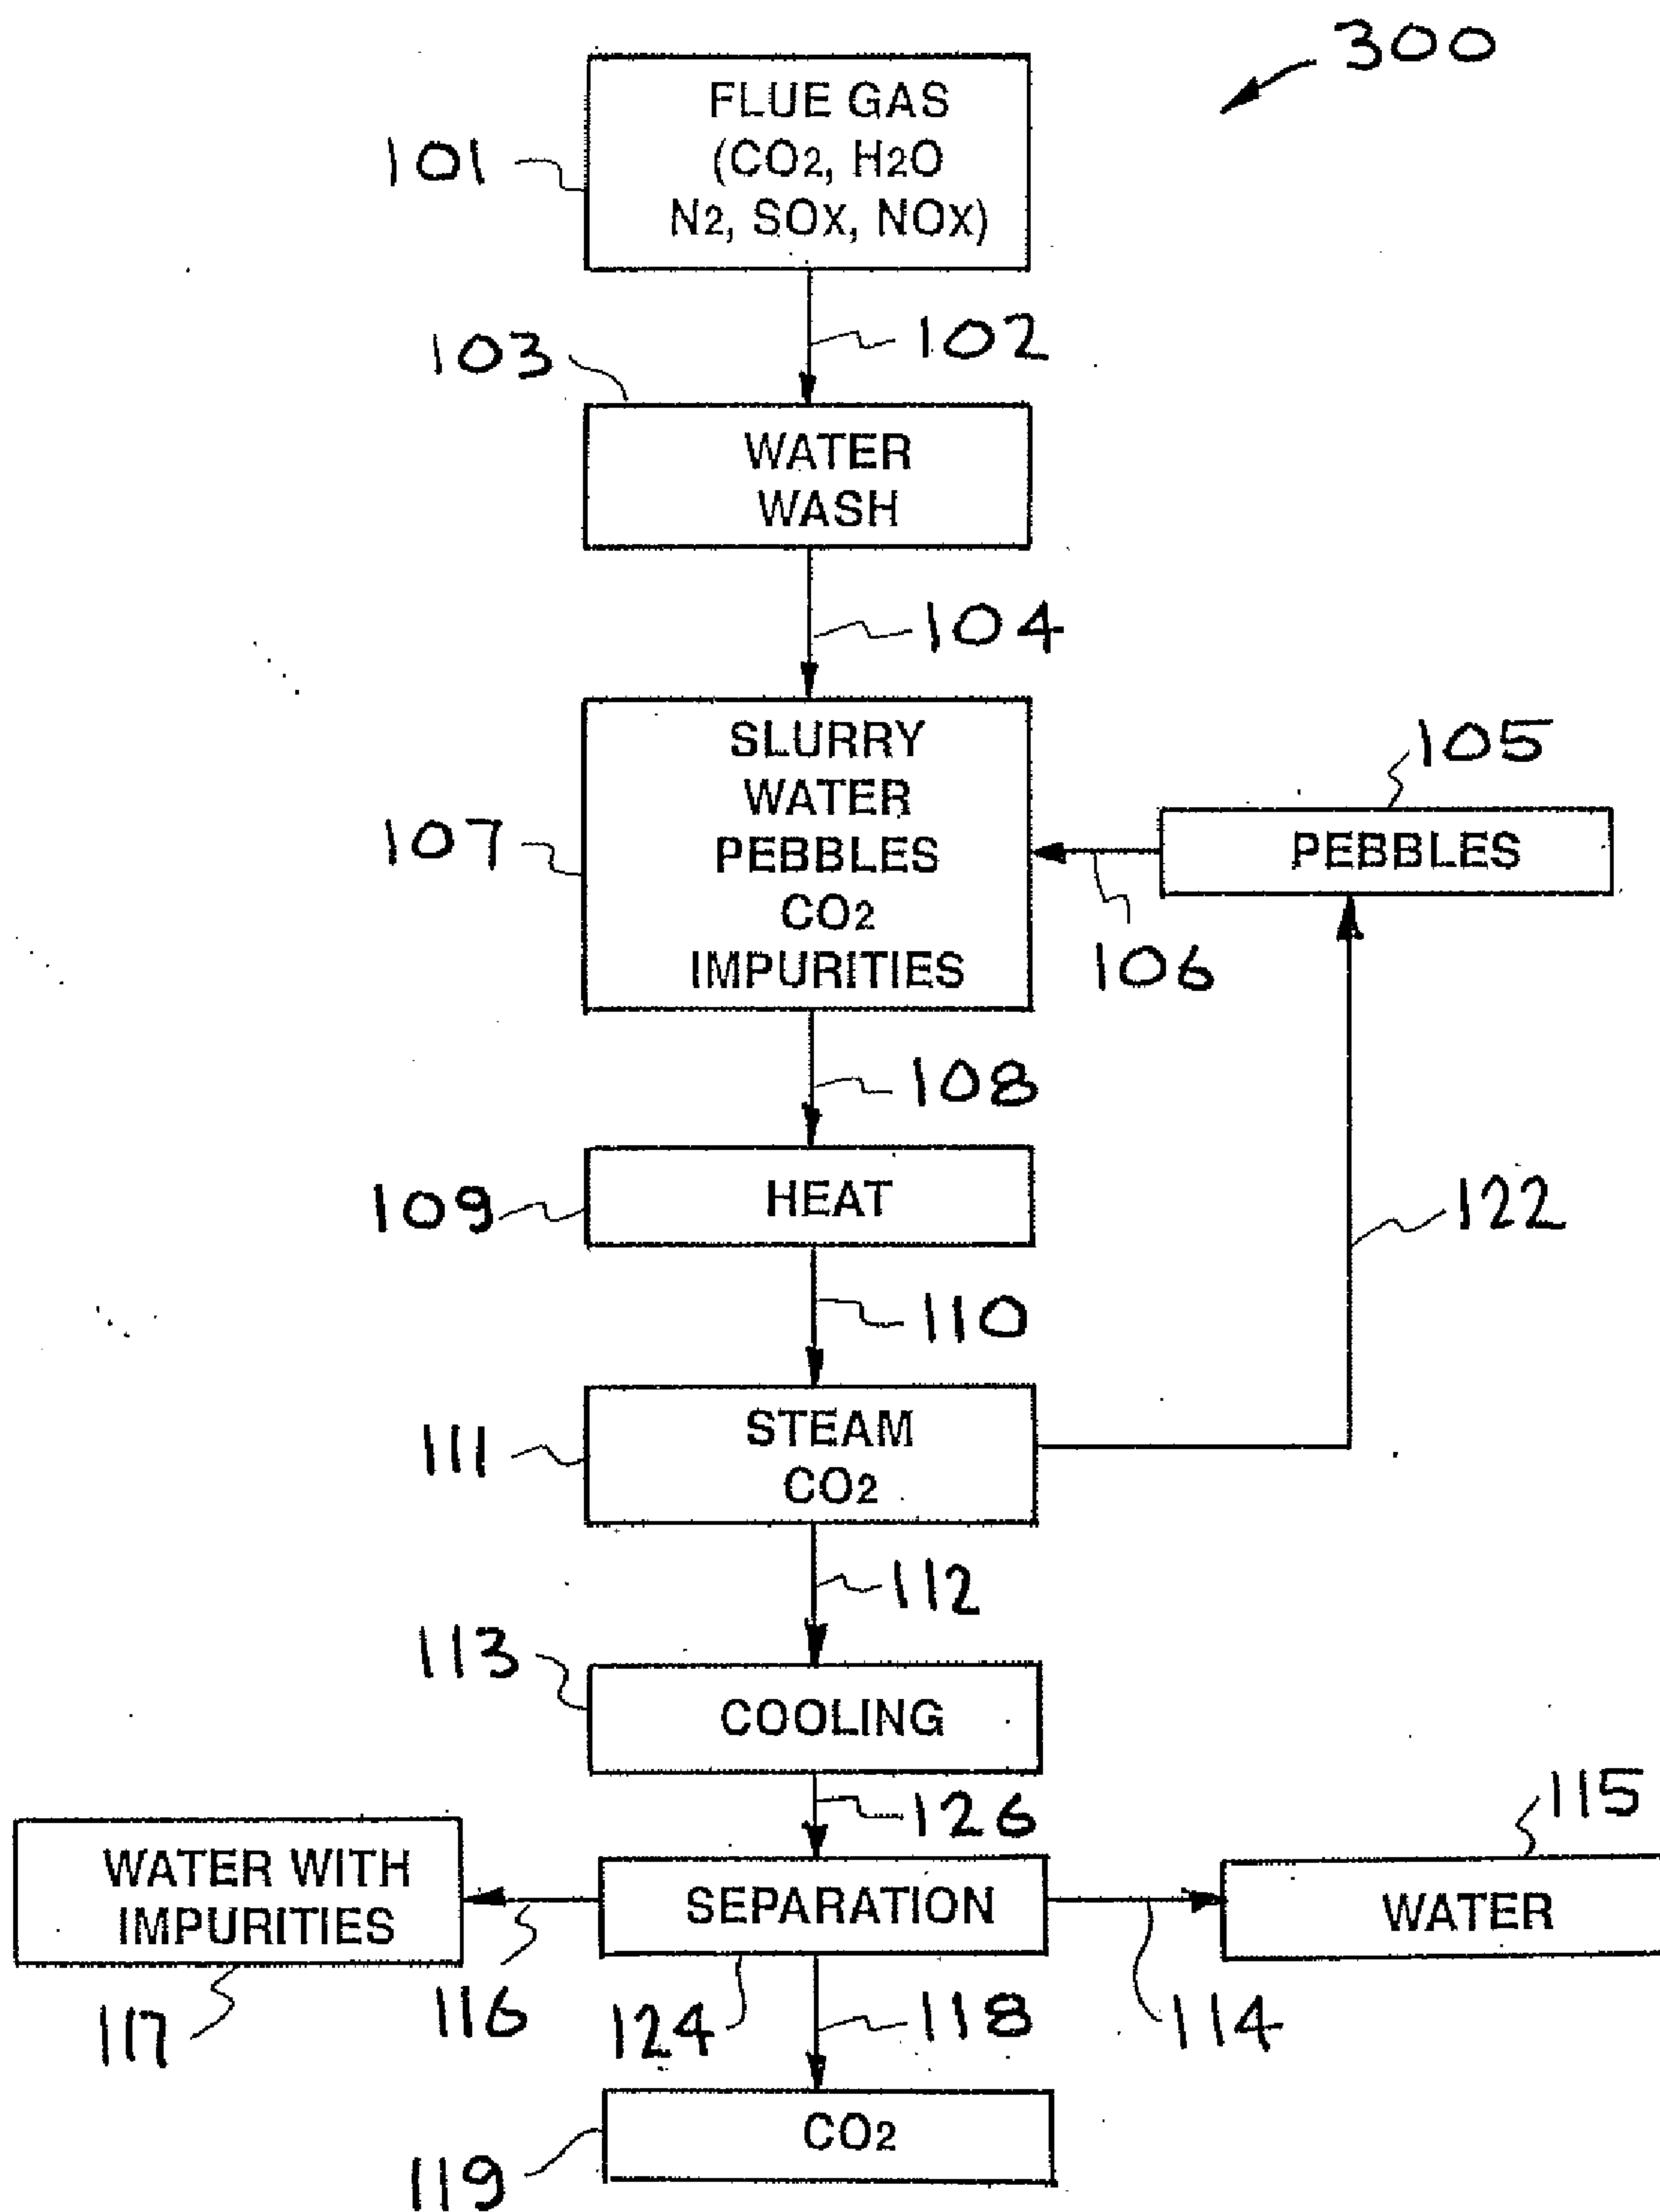 300
FLUE GAS
(CO2, H2O
N2, SOX, NOX)
101
102
103
WATER
WASH
104
SLURRY
WATER
PEBBLES
CO2
IMPURITIES
107
105
PEBBLES
106
108
HEAT
109
122
110
STEAM
CO2
111
112
113
COOLING
126
115
WATER WITH
IMPURITIES
SEPARATION
WATER
117
116
124
118
114
CO2
119